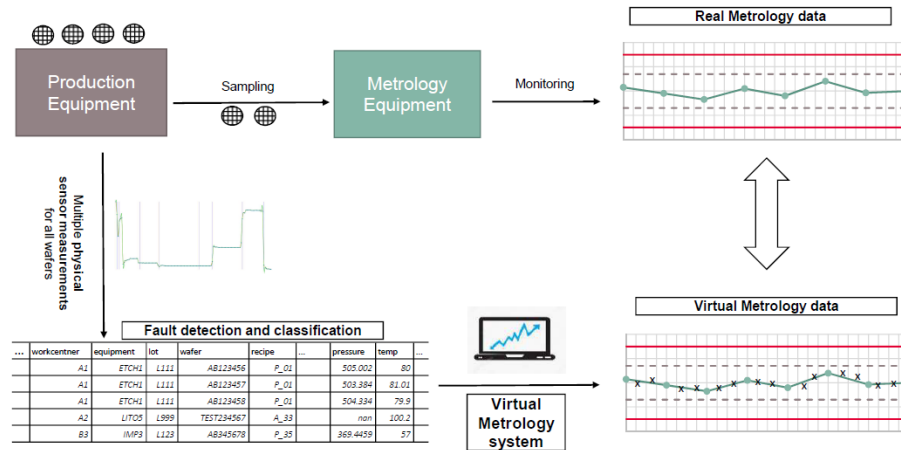 Real Metrology data
Production
Equipment
Sampling
Metrology
Equipment
Monitoring
Multiple physical
sensor measurements
for all wafers
Fault detection and classification
... workcentner equipment lot wafer recipe ... pressure temp ...
A1 ETCH1 L111 AB123456 P_01 505.002 80
A1 ETCH1 L111 AB123457 P_01 503.384 81.01
A1 ETCH1 L111 AB123458 P_01 504.334 79.9
A2 LITO5 L999 TEST234567 A_33 nan 100.2
B3 IMP3 L123 AB345678 P_35 369.4459 57
Virtual
Metrology
system
Virtual Metrology data
x x x x x x x x x x x x x x